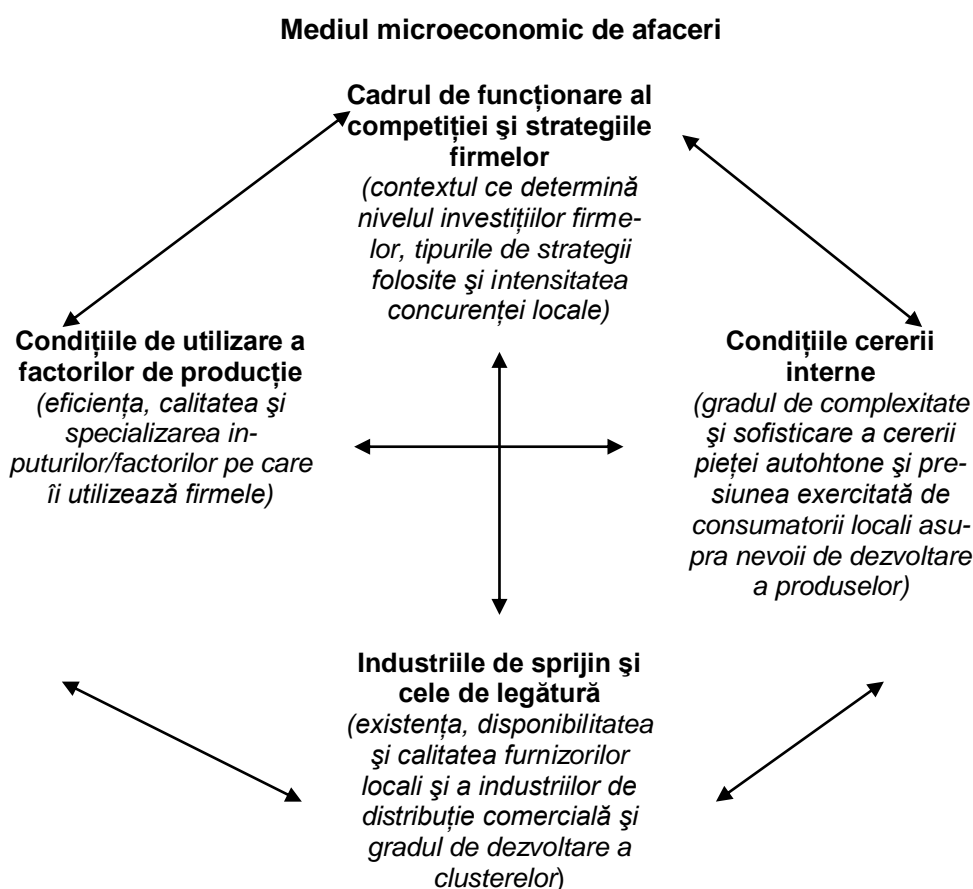 Mediul microeconomic de afaceri
Cadrul de funcționare al
competiției şi strategiile
firmelor
(contextul ce determină
nivelul investițiilor firme-
lor, tipurile de strategii
folosite şi intensitatea
concurenței locale)
Condițiile de utilizare a
factorilor de producție
(eficiența, calitatea şi
specializarea in-
puturilor/factorilor pe care
îi utilizează firmele)
Condițiile cererii
interne
(gradul de complexitate
şi sofisticare a cererii
pieței autohtone şi pre-
siunea exercitată de
consumatorii locali asu-
pra nevoii de dezvoltare
a produselor)
Industriile de sprijin şi
cele de legătură
(existența, disponibilitatea
şi calitatea furnizorilor
locali şi a industriilor de
distribuție comercială şi
gradul de dezvoltare a
clusterelor)